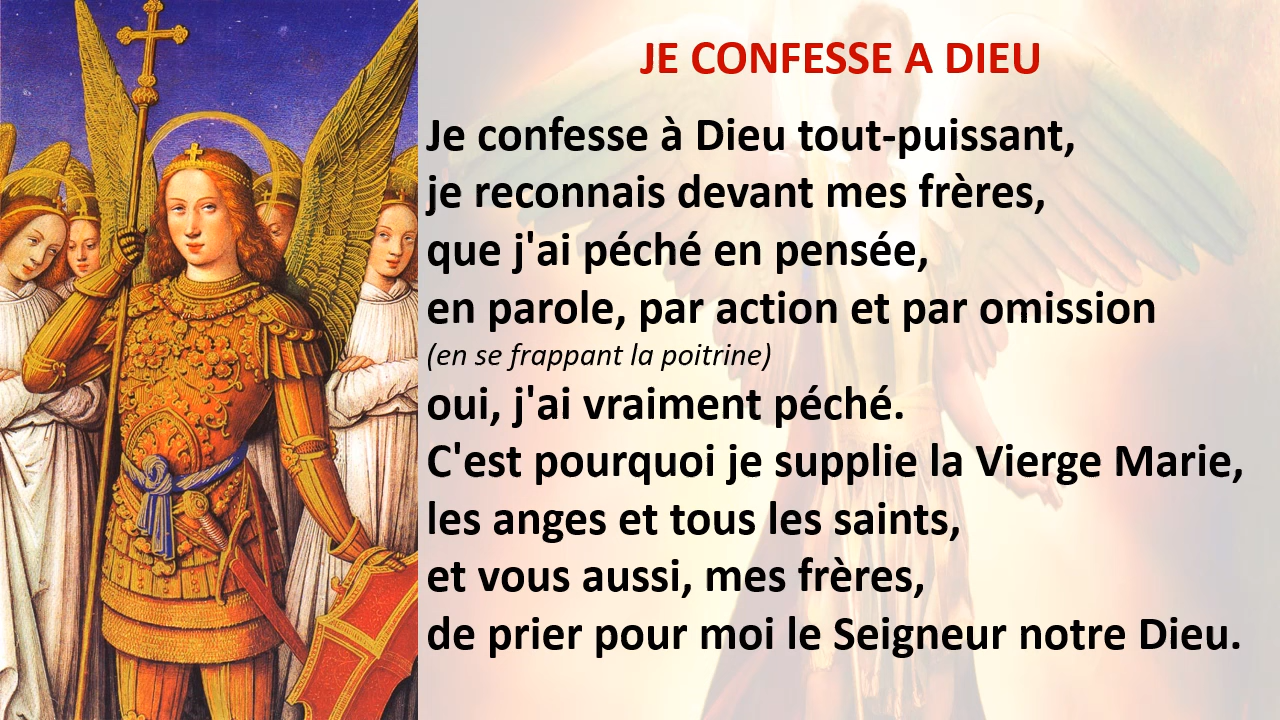 JE CONFESSE A DIEU
Je confesse à Dieu tout-puissant,
je reconnais devant mes frères,
que j'ai péché en pensée,
en parole, par action et par omission
(en se frappant la poitrine)
oui, j'ai vraiment péché.
C'est pourquoi je supplie la Vierge Marie,
les anges et tous les saints,
et vous aussi, mes frères,
de prier pour moi le Seigneur notre Dieu.